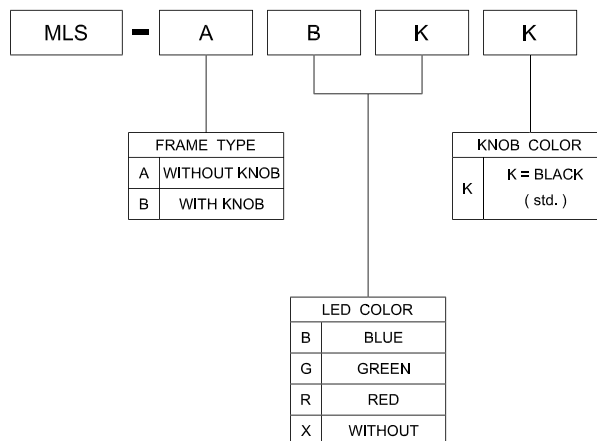 MLS - A B K K
FRAME TYPE
A WITHOUT KNOB
B WITH KNOB
KNOB COLOR
K K = BLACK
( std. )
LED COLOR
B BLUE
G GREEN
R RED
X WITHOUT